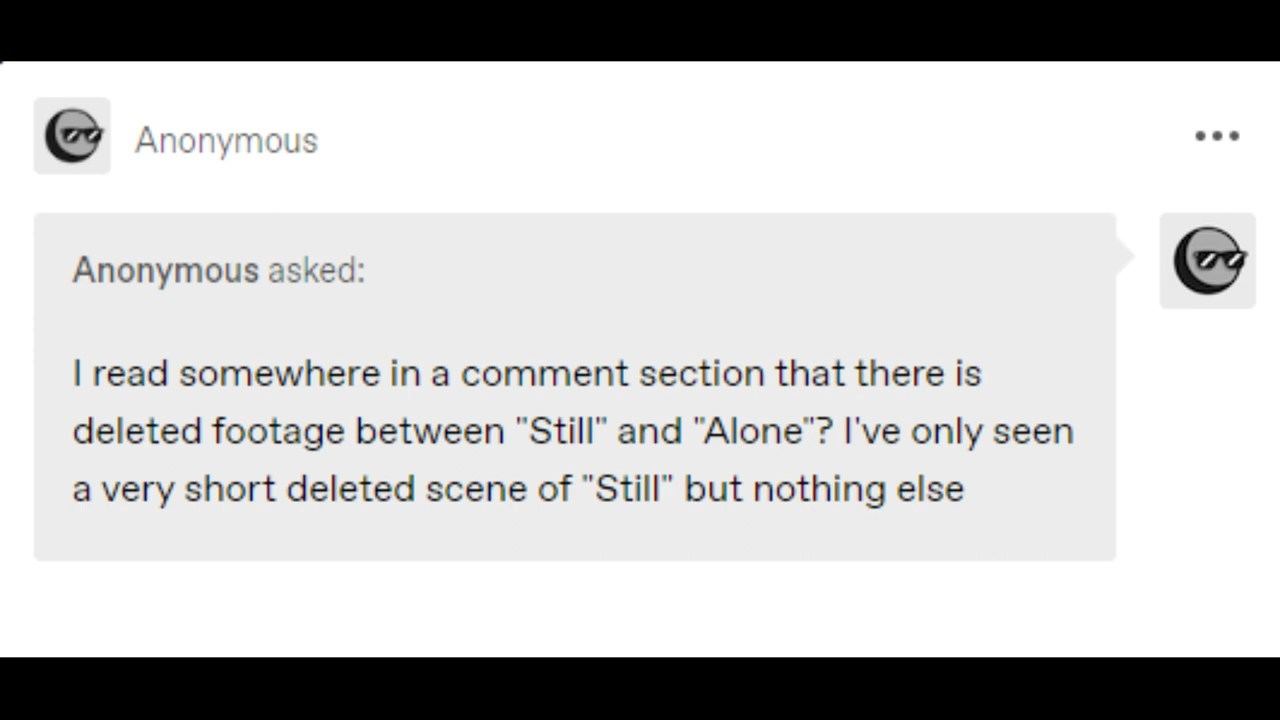 Anonymous
Anonymous asked:
I read somewhere in a comment section that there is
deleted footage between "Still" and "Alone"? I've only seen
a very short deleted scene of "Still" but nothing else